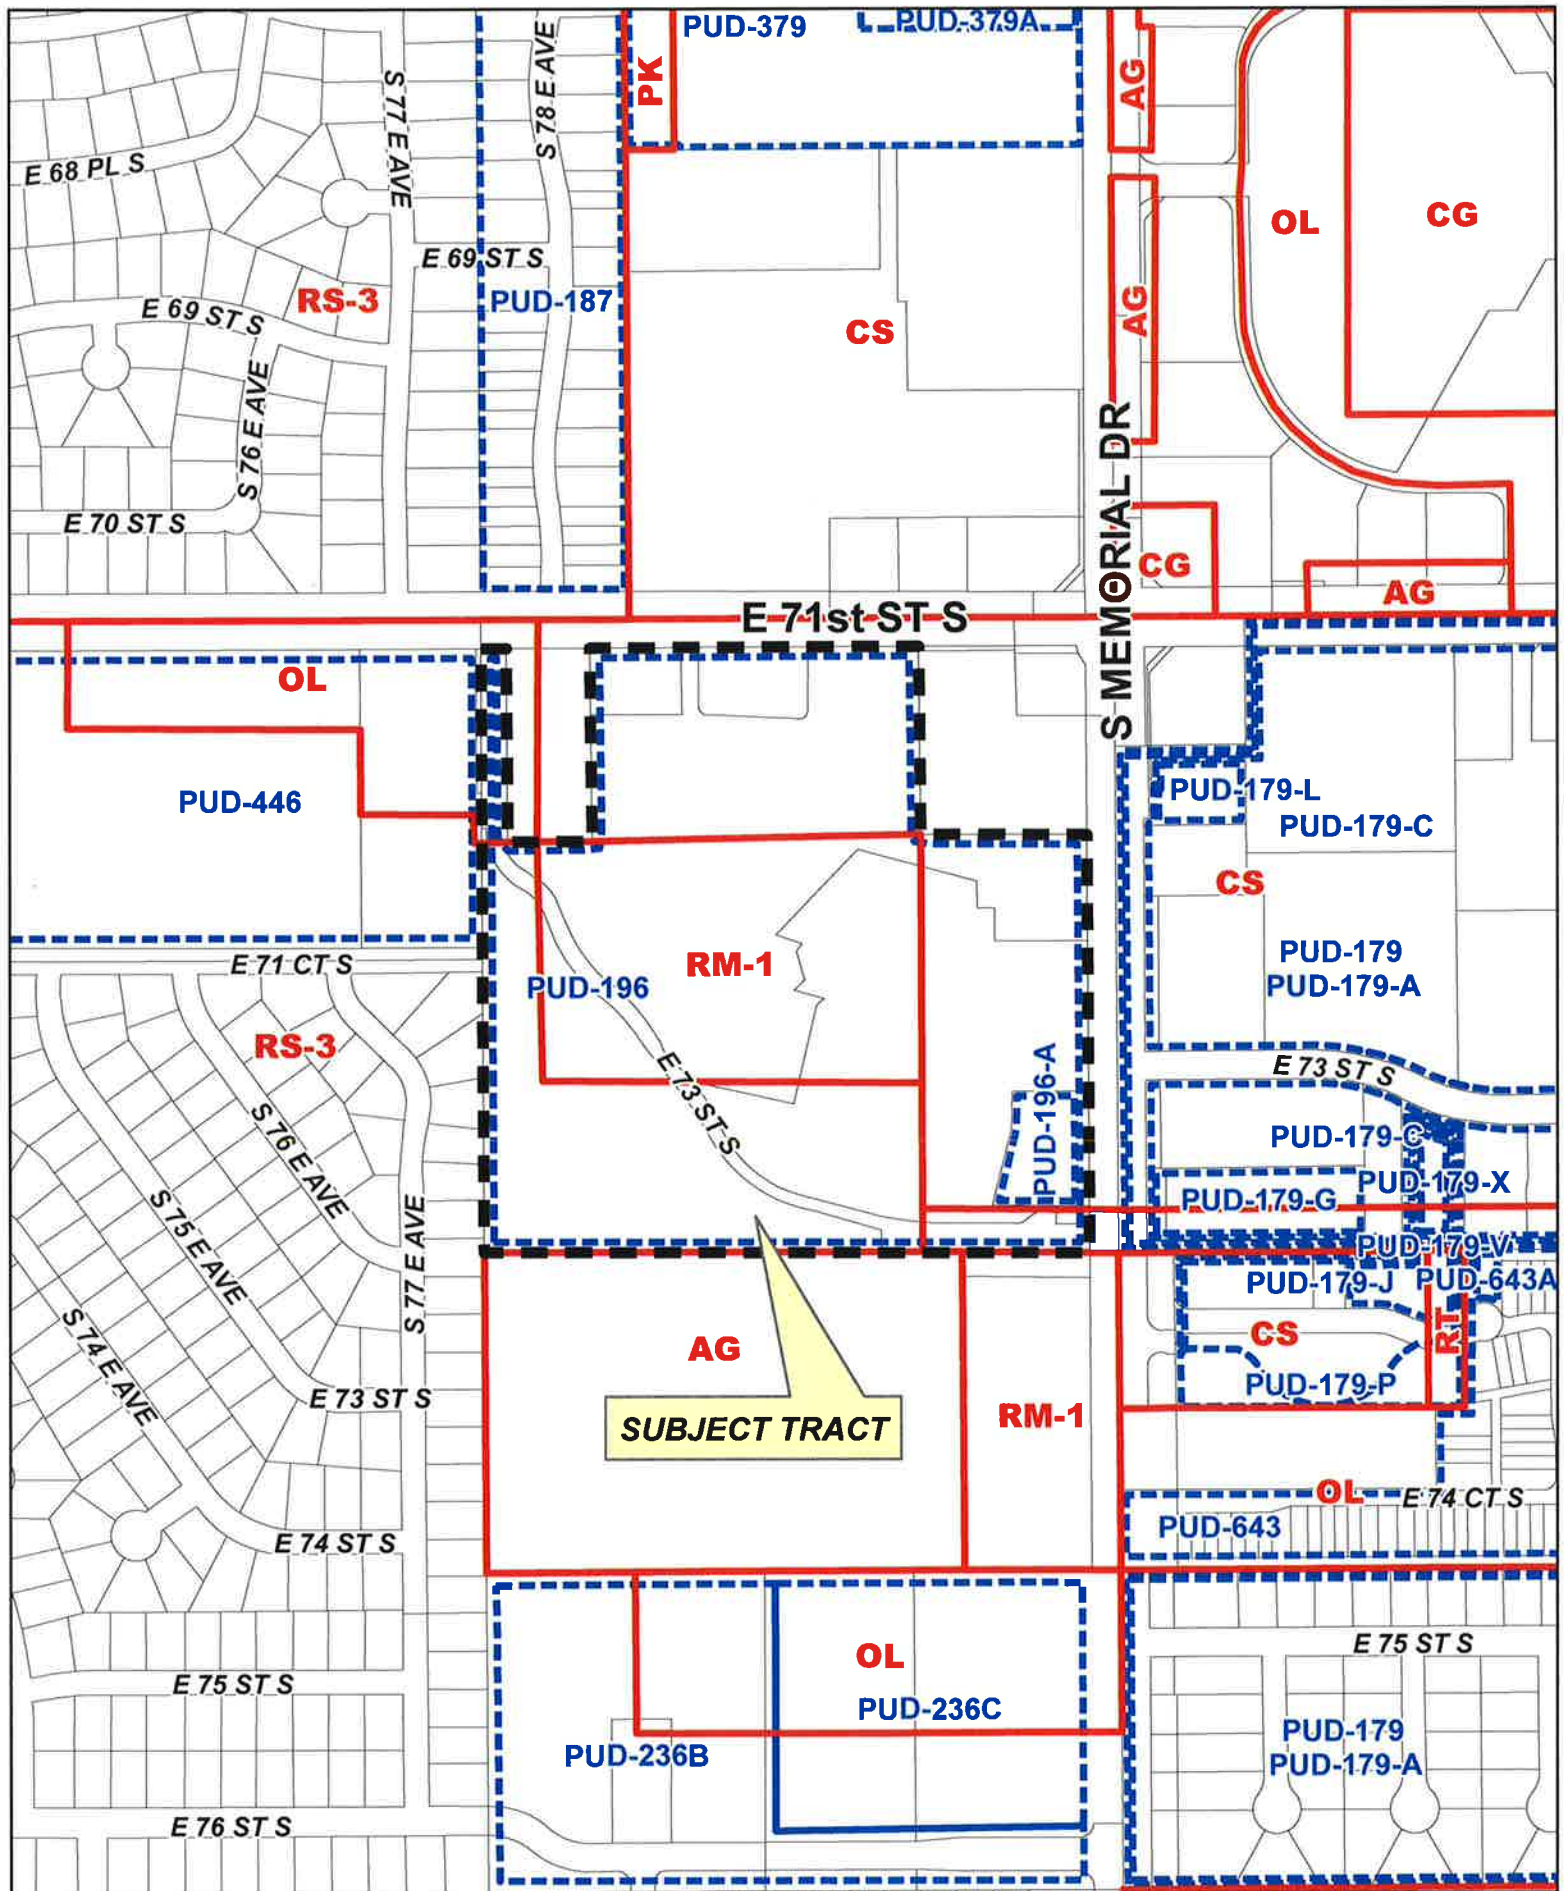 PUD-379
PUD-379A
PK
AG
S 78 E AVE
S 77 E AVE
E 68 PL S
OL
CG
E 69 ST S
RS-3
PUD-187
E 69 ST S
AG
CS
S 76 E AVE
S MEMORIAL DR
E 70 ST S
CG
AG
E 71st ST S
OL
PUD-446
PUD-179-L
PUD-179-C
CS
PUD-179
PUD-179-A
RM-1
PUD-196
E 71 CT S
RS-3
E 73 ST S
E 73 ST S
PUD-196-A
S 76 E AVE
PUD-179-C
PUD-179-X
PUD-179-G
S 75 E AVE
S 77 E AVE
PUD-179-V
PUD-179-J
PUD-643A
S 74 E AVE
AG
CS
RT
PUD-179-P
E 73 ST S
SUBJECT TRACT
RM-1
OL
E 74 CT S
PUD-643
E 74 ST S
E 75 ST S
OL
E 75 ST S
PUD-236C
PUD-236B
PUD-179
PUD-179-A
E 76 ST S